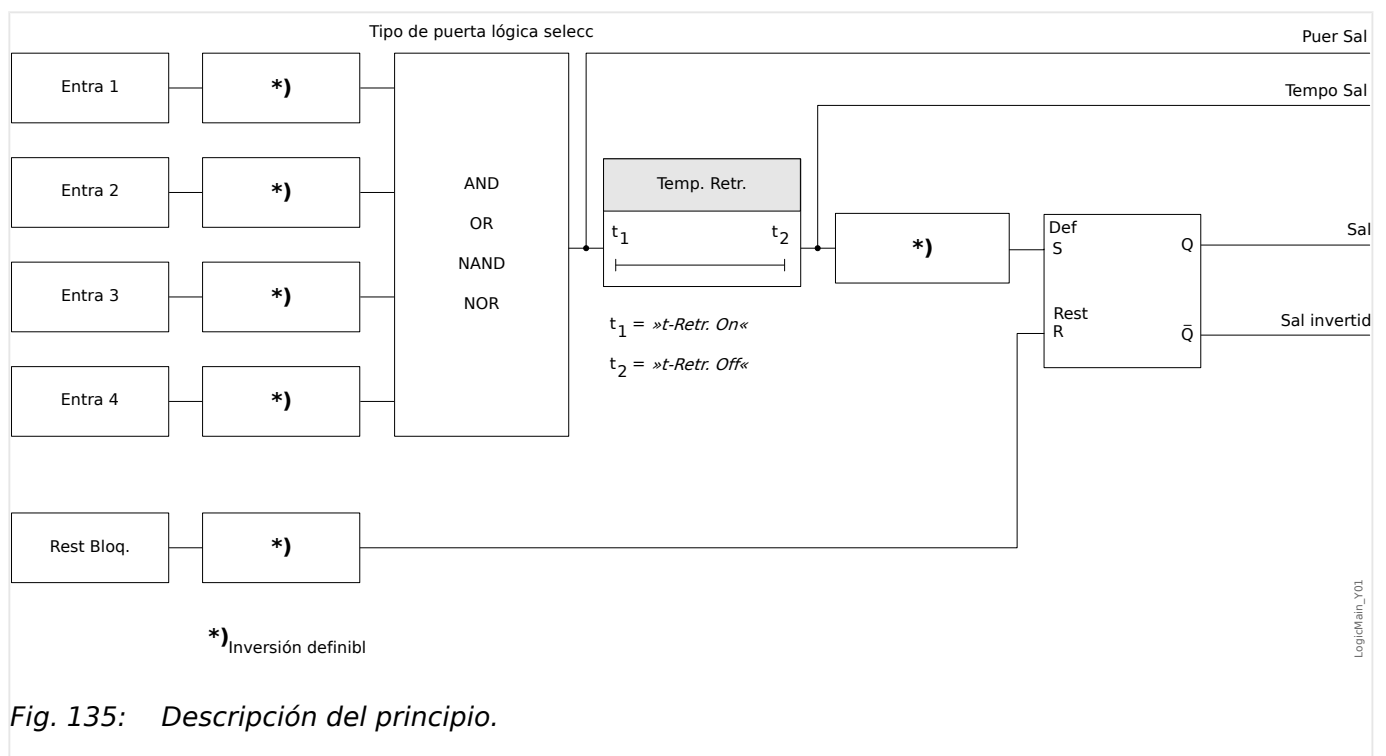 Tipo de puerta lógica selecc
Puer Sal
Tempo Sal
Entra 1
*)
Entra 2
*)
Entra 3
*)
Entra 4
*)
AND
OR
NAND
NOR
Temp. Retr.
t1
t2
t1 = »t-Retr. On«
t2 = »t-Retr. Off«
*)
Def
S
Q
Rest
R
Q̅
Sal
Sal invertid
Rest Bloq.
*)
*)Inversión definibl
LogicMain_Y01
Fig. 135: Descripción del principio.